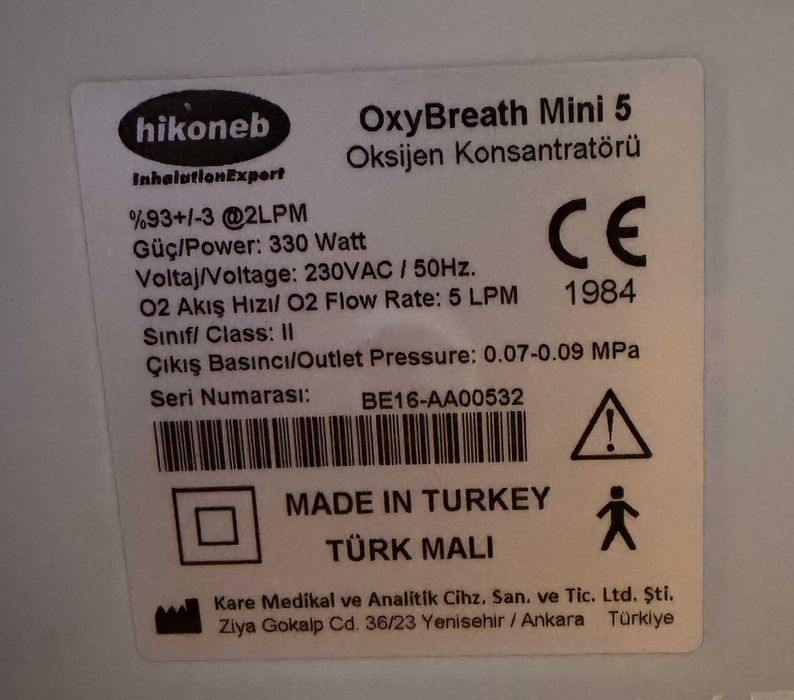 hikoneb
InhalationExpert
OxyBreath Mini 5
Oksijen Konsantratörü
%93+/-3 @2LPM
Güç/Power: 330 Watt
Voltaj/Voltage: 230VAC / 50Hz.
O2 Akış Hızı/ O2 Flow Rate: 5 LPM
Sınıf/ Class: II
Çıkış Basıncı/Outlet Pressure: 0.07-0.09 MPa
CE
1984
Seri Numarası: BE16-AA00532
MADE IN TURKEY
TÜRK MALI
Kare Medikal ve Analitik Cihz. San. ve Tic. Ltd. Şti.
Ziya Gokalp Cd. 36/23 Yenisehir / Ankara Türkiye